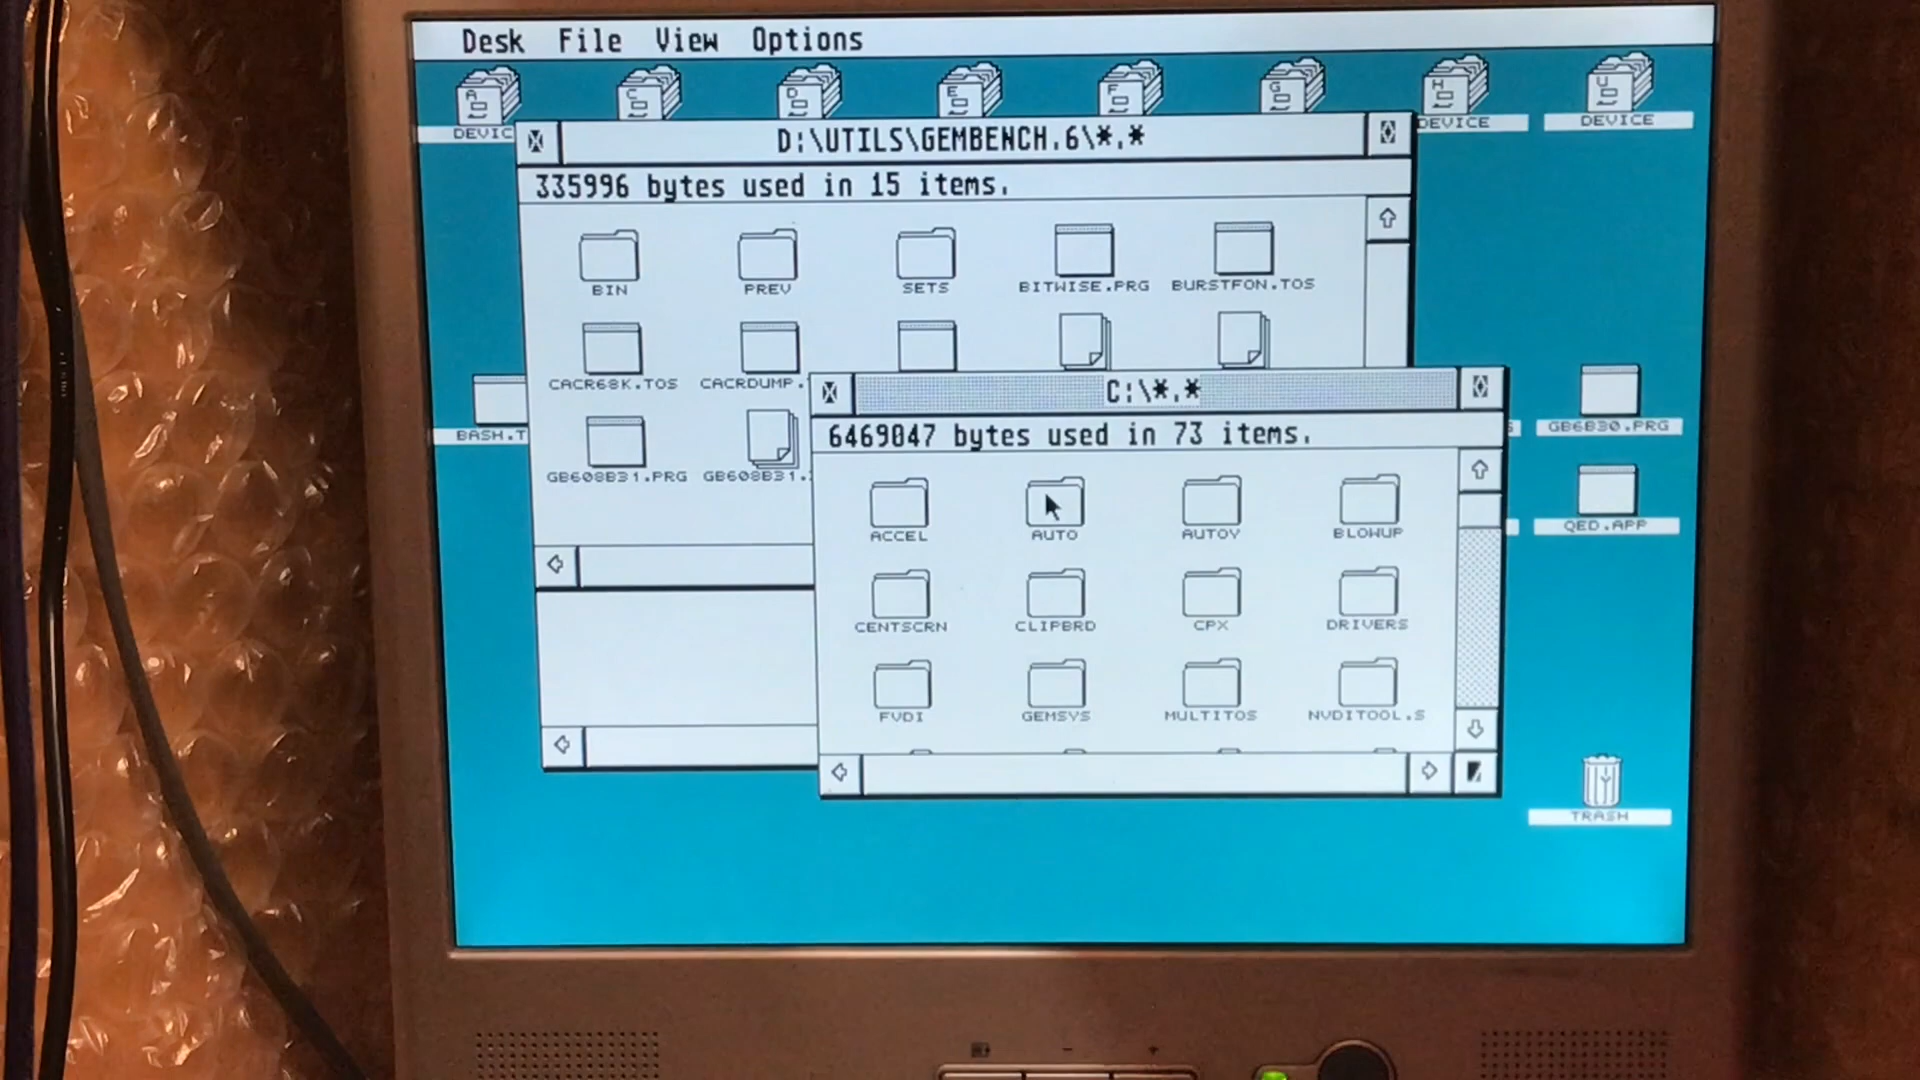 Desk File View Options
A C D E F G H U
DEVIC DEVICE DEVICE
D:\UTILS\GEMBENCH.6\*.*
335996 bytes used in 15 items.
BIN PREV SETS BITWISE.PRG BURSTFON.TOS
CACR68K.TOS CACRDUMP.
BASH.T
GB608B31.PRG GB608B31.
C:\*.*
6469047 bytes used in 73 items.
ACCEL AUTO AUTOV BLOWUP
CENTSCRN CLIPBRD CPX DRIVERS
FVDI GEMSYS MULTITOS NVDITOOL.S
S GB6B30.PRG
QED.APP
TRASH